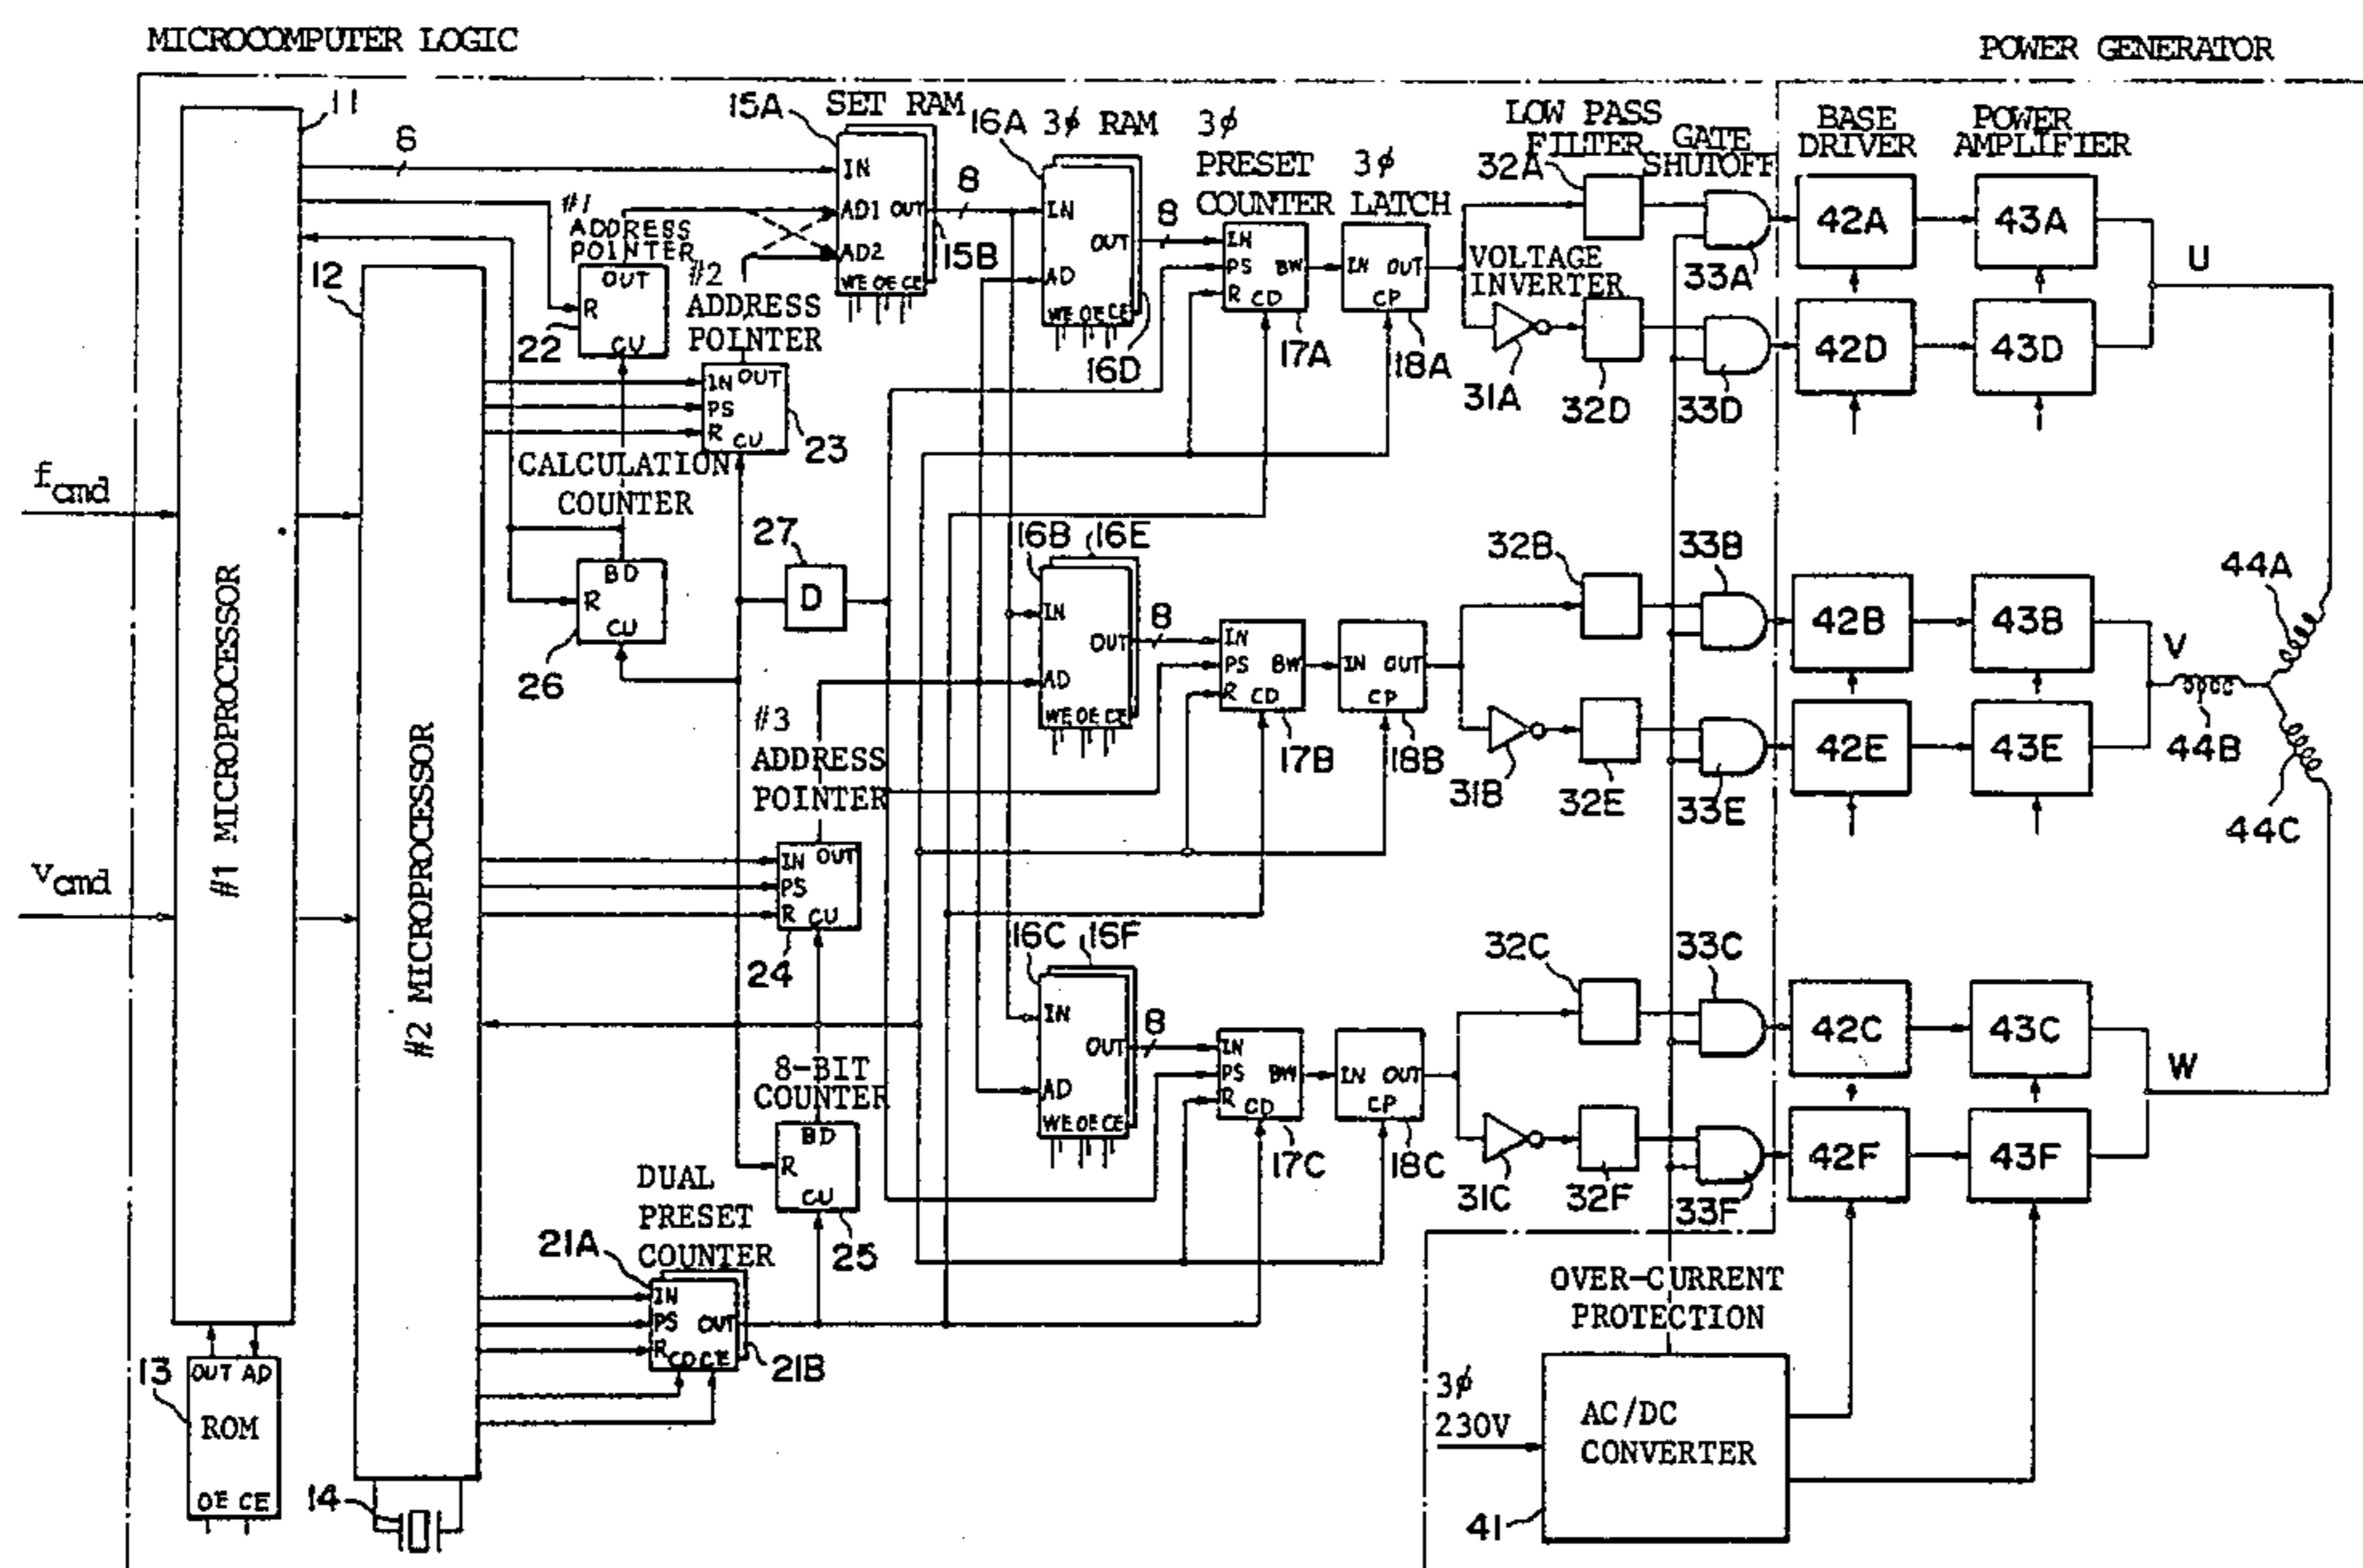 MICROCOMPUTER LOGIC
POWER GENERATOR
11
6
15A
SET RAM
16A
3ϕ RAM
3ϕ
PRESET
COUNTER
3ϕ
LATCH
LOW PASS
FILTER
GATE
SHUTOFF
BASE
DRIVER
POWER
AMPLIFIER
IN
AD1 OUT
AD2
WE OE CE
15B
8
IN
OUT
AD
WE OE CE
16D
8
IN
PS BW
R CD
17A
IN OUT
CP
18A
32A
VOLTAGE
INVERTER
31A
32D
33A
33D
42A
43A
42D
43D
U
#1
ADDRESS
POINTER
OUT
R
CU
22
12
#2
ADDRESS
POINTER
IN OUT
PS
R CU
23
CALCULATION
COUNTER
BD
R
CU
26
27
D
fcmd
vcmd
#1 MICROPROCESSOR
#2 MICROPROCESSOR
16B
16E
IN
OUT
AD
WE OE CE
8
IN
PS BW
R CD
17B
IN OUT
CP
18B
32B
31B
32E
33B
33E
42B
43B
42E
43E
V
44A
44B
44C
#3
ADDRESS
POINTER
IN OUT
PS
R CU
24
16C
15F
IN
OUT
AD
WE OE CE
8
IN
PS BW
R CD
17C
IN OUT
CP
18C
32C
31C
32F
33C
33F
42C
43C
42F
43F
W
8-BIT
COUNTER
BD
R
CU
25
DUAL
PRESET
COUNTER
21A
IN
PS OUT
R CD CE
21B
OVER-CURRENT
PROTECTION
3ϕ
230V
AC/DC
CONVERTER
41
13
OUT AD
ROM
OE CE
14